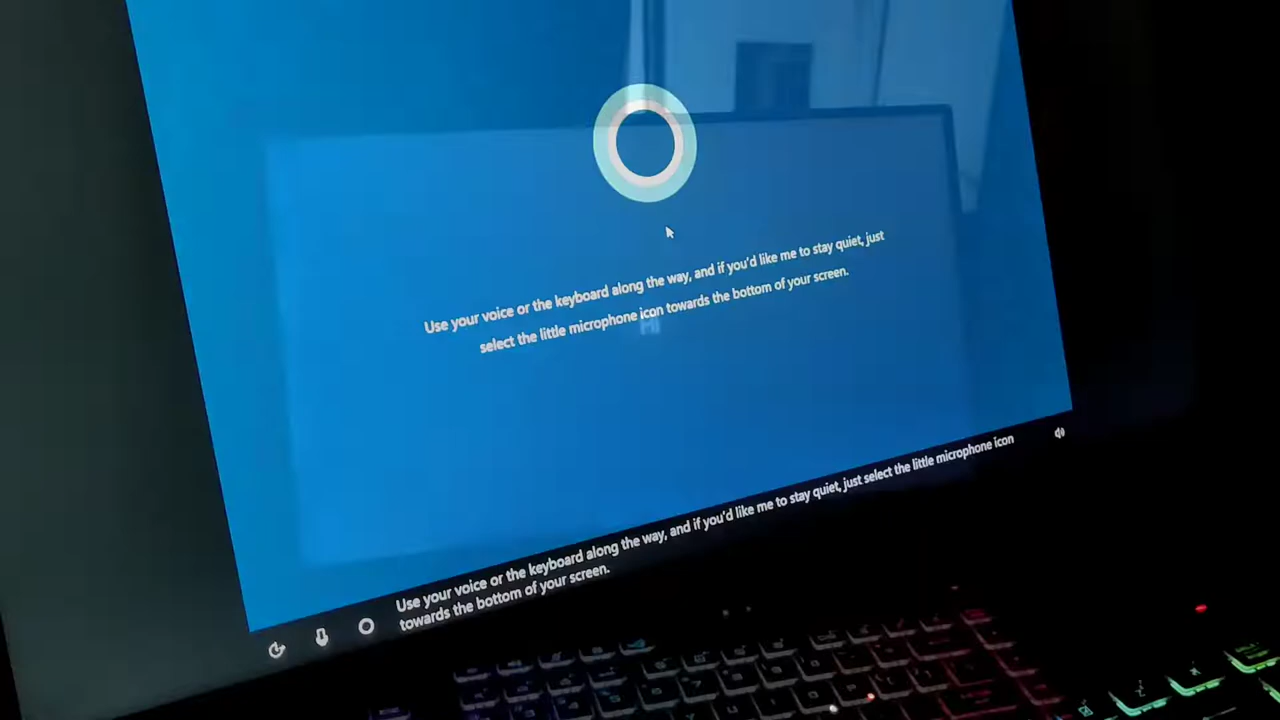 Use your voice or the keyboard along the way, and if you'd like me to stay quiet, just
select the little microphone icon towards the bottom of your screen.
Hi
Use your voice or the keyboard along the way, and if you'd like me to stay quiet, just select the little microphone icon
towards the bottom of your screen.